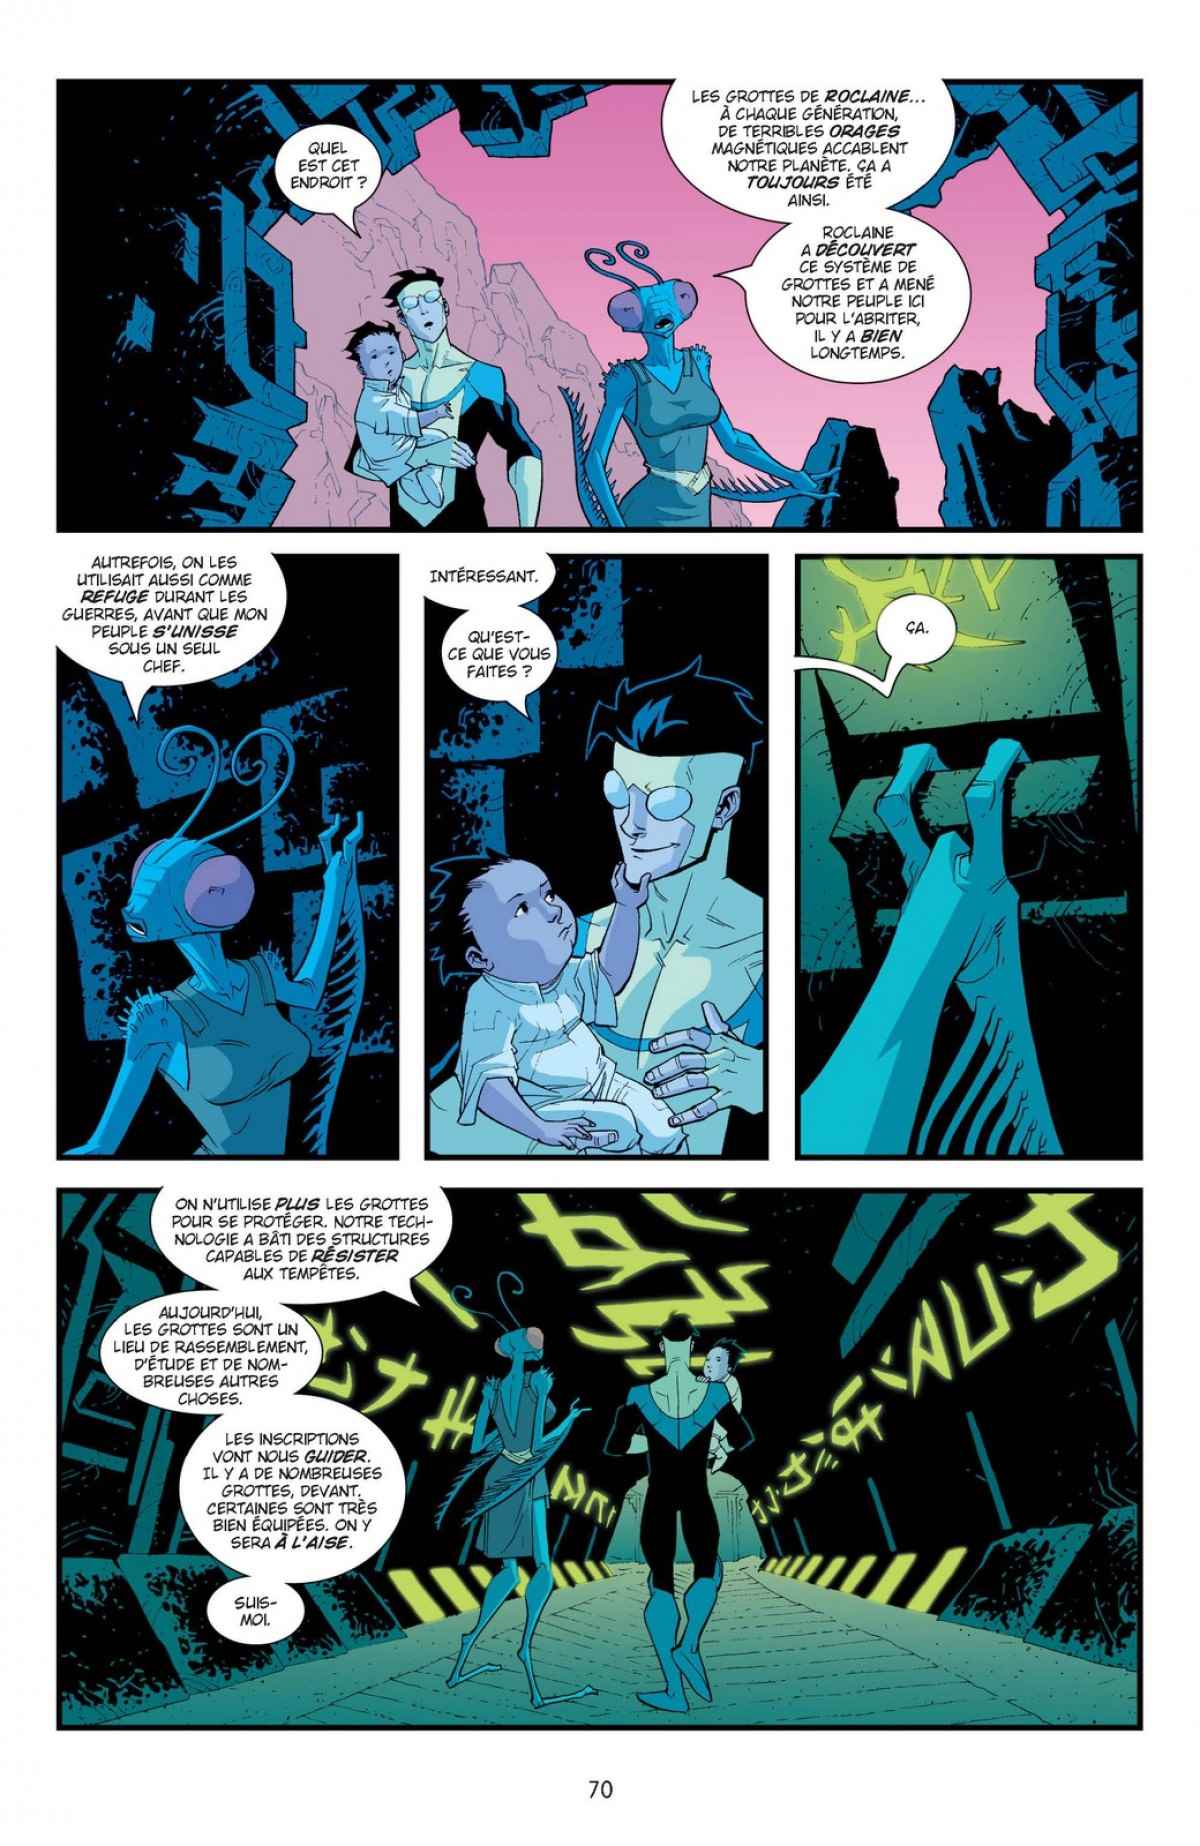 QUEL
EST CET
ENDROIT ?
LES GROTTES DE ROCLAINE...
À CHAQUE GÉNÉRATION,
DE TERRIBLES ORAGES
MAGNÉTIQUES ACCABLENT
NOTRE PLANÈTE. ÇA A
TOUJOURS ÉTÉ
AINSI.
ROCLAINE
A DÉCOUVERT
CE SYSTÈME DE
GROTTES ET A MENÉ
NOTRE PEUPLE ICI
POUR L'ABRITER,
IL Y A BIEN
LONGTEMPS.
AUTREFOIS, ON LES
UTILISAIT AUSSI COMME
REFUGE DURANT LES
GUERRES, AVANT QUE MON
PEUPLE S'UNISSE
SOUS UN SEUL
CHEF.
INTÉRESSANT.
QU'EST-
CE QUE VOUS
FAITES ?
ÇA.
ON N'UTILISE PLUS LES GROTTES
POUR SE PROTÉGER. NOTRE TECH-
NOLOGIE A BÂTI DES STRUCTURES
CAPABLES DE RÉSISTER
AUX TEMPÊTES.
AUJOURD'HUI,
LES GROTTES SONT UN
LIEU DE RASSEMBLEMENT,
D'ÉTUDE ET DE NOM-
BREUSES AUTRES
CHOSES.
LES INSCRIPTIONS
VONT NOUS GUIDER.
IL Y A DE NOMBREUSES
GROTTES, DEVANT.
CERTAINES SONT TRÈS
BIEN ÉQUIPÉES. ON Y
SERA À L'AISE.
SUIS-
MOI.
70